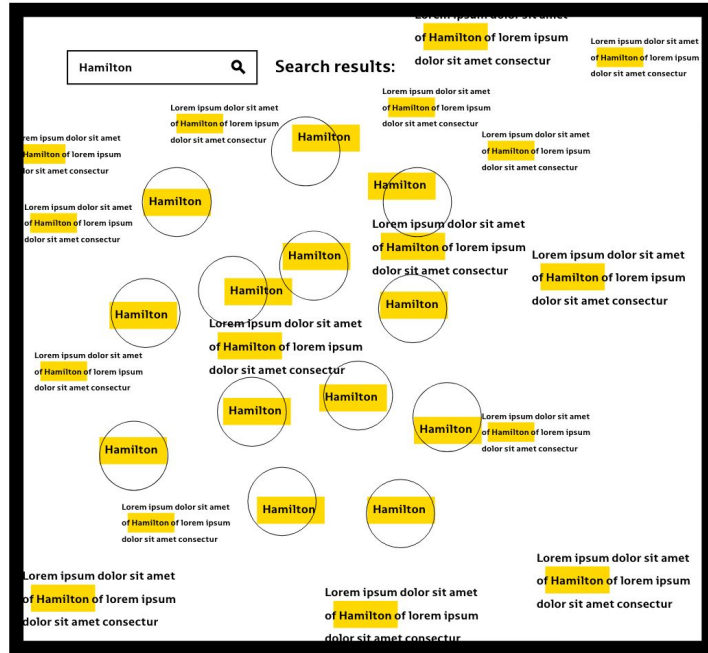 Lorem ipsum dolor sit amet
of Hamilton of lorem ipsum
dolor sit amet consectur
Lorem ipsum dolor sit amet
of Hamilton of lorem ipsum
dolor sit amet consectur
Hamilton
Search results:
Lorem ipsum dolor sit amet
of Hamilton of lorem ipsum
dolor sit amet consectur
Lorem ipsum dolor sit amet
of Hamilton of lorem ipsum
dolor sit amet consectur
Hamilton
rem ipsum dolor sit amet
Hamilton of lorem ipsum
lor sit amet consectur
Lorem ipsum dolor sit amet
of Hamilton of lorem ipsum
dolor sit amet consectur
Hamilton
Hamilton
Lorem ipsum dolor sit amet
of Hamilton of lorem ipsum
dolor sit amet consectur
Lorem ipsum dolor sit amet
of Hamilton of lorem ipsum
dolor sit amet consectur
Hamilton
Lorem ipsum dolor sit amet
of Hamilton of lorem ipsum
dolor sit amet consectur
Hamilton
Hamilton
Hamilton
Lorem ipsum dolor sit amet
of Hamilton of lorem ipsum
dolor sit amet consectur
Lorem ipsum dolor sit amet
of Hamilton of lorem ipsum
dolor sit amet consectur
Hamilton
Hamilton
Hamilton
Lorem ipsum dolor sit amet
of Hamilton of lorem ipsum
dolor sit amet consectur
Hamilton
Lorem ipsum dolor sit amet
of Hamilton of lorem ipsum
dolor sit amet consectur
Hamilton
Hamilton
Lorem ipsum dolor sit amet
of Hamilton of lorem ipsum
dolor sit amet consectur
Lorem ipsum dolor sit amet
of Hamilton of lorem ipsum
dolor sit amet consectur
Lorem ipsum dolor sit amet
of Hamilton of lorem ipsum
dolor sit amet consectur